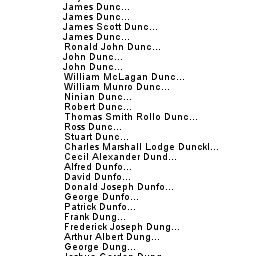 James Dunc...
James Dunc...
James Scott Dunc...
James Dunc...
Ronald John Dunc...
John Dunc...
John Dunc...
William McLagan Dunc...
William Munro Dunc...
Ninian Dunc...
Robert Dunc...
Thomas Smith Rollo Dunc...
Ross Dunc...
Stuart Dunc...
Charles Marshall Lodge Dunckl...
Cecil Alexander Dund...
Alfred Dunfo...
David Dunfo...
Donald Joseph Dunfo...
George Dunfo...
Patrick Dunfo...
Frank Dung...
Frederick Joseph Dung...
Arthur Albert Dung...
George Dung...
Gordon Dung...